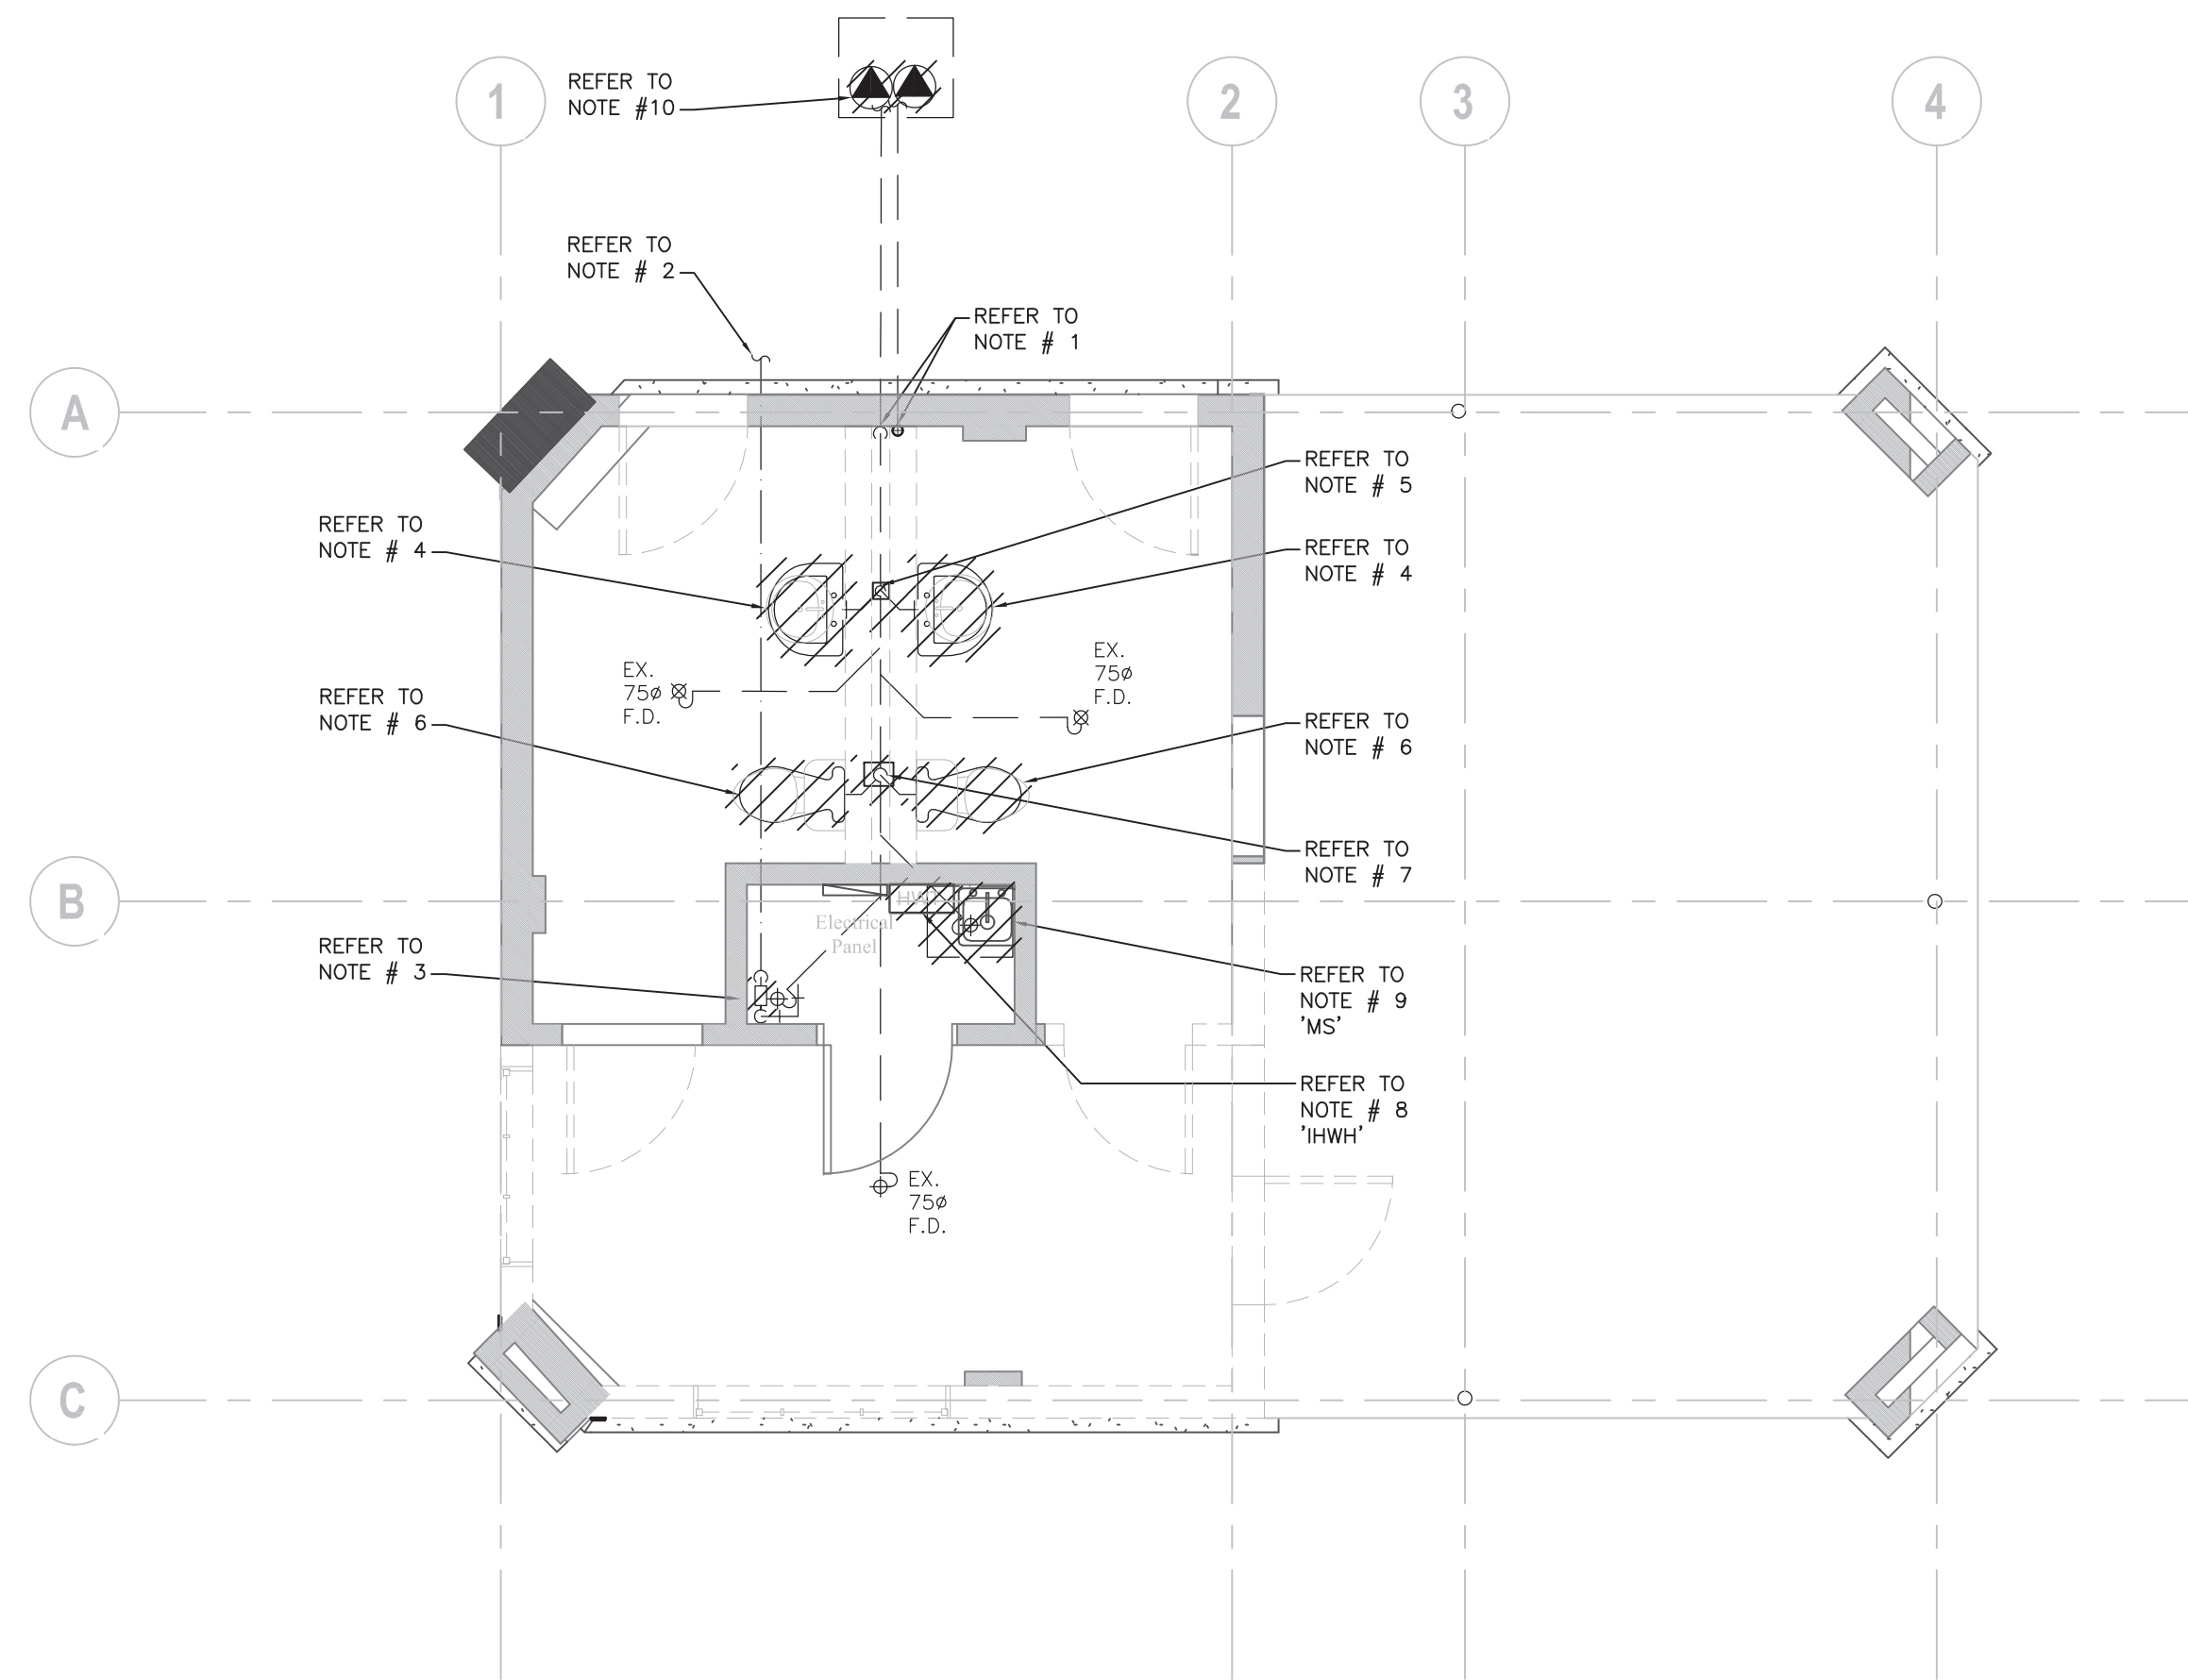 1
2
3
4
REFER TO
NOTE #10
REFER TO
NOTE # 2
REFER TO
NOTE # 1
A
REFER TO
NOTE # 5
REFER TO
NOTE # 4
REFER TO
NOTE # 4
EX.
75ø
F.D.
EX.
75ø
F.D.
REFER TO
NOTE # 6
REFER TO
NOTE # 6
REFER TO
NOTE # 7
B
Electrical
Panel
REFER TO
NOTE # 3
REFER TO
NOTE # 9
'MS'
REFER TO
NOTE # 8
'IHWH'
EX.
75ø
F.D.
C